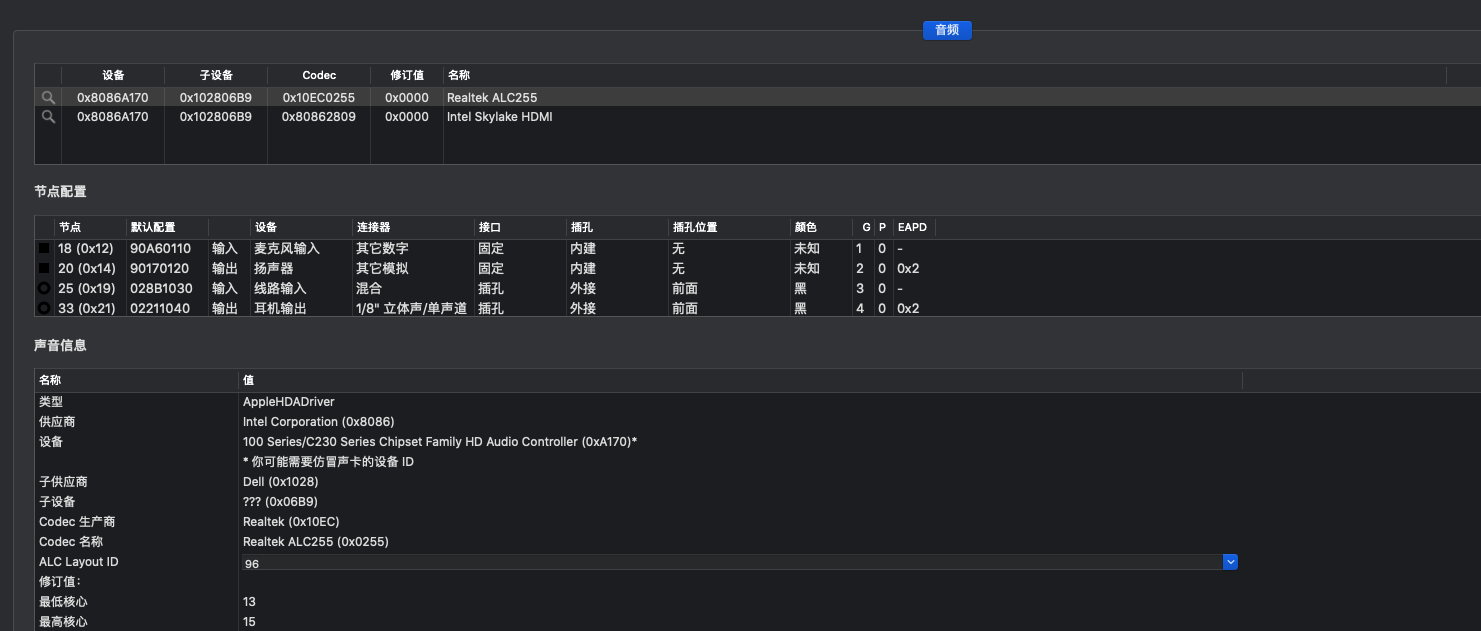 音频
设备 子设备 Codec 修订值 名称
0x8086A170 0x102806B9 0x10EC0255 0x0000 Realtek ALC255
0x8086A170 0x102806B9 0x80862809 0x0000 Intel Skylake HDMI
节点配置
节点 默认配置 设备 连接器 接口 插孔 插孔位置 颜色 G P EAPD
18 (0x12) 90A60110 输入 麦克风输入 其它数字 固定 内建 无 未知 1 0 -
20 (0x14) 90170120 输出 扬声器 其它模拟 固定 内建 无 未知 2 0 0x2
25 (0x19) 028B1030 输入 线路输入 混合 插孔 外接 前面 黑 3 0 -
33 (0x21) 02211040 输出 耳机输出 1/8" 立体声/单声道 插孔 外接 前面 黑 4 0 0x2
声音信息
名称 值
类型 AppleHDADriver
供应商 Intel Corporation (0x8086)
设备 100 Series/C230 Series Chipset Family HD Audio Controller (0xA170)*
* 你可能需要仿冒声卡的设备 ID
子供应商 Dell (0x1028)
子设备 ??? (0x06B9)
Codec 生产商 Realtek (0x10EC)
Codec 名称 Realtek ALC255 (0x0255)
ALC Layout ID 96
修订值：
最低核心 13
最高核心 15